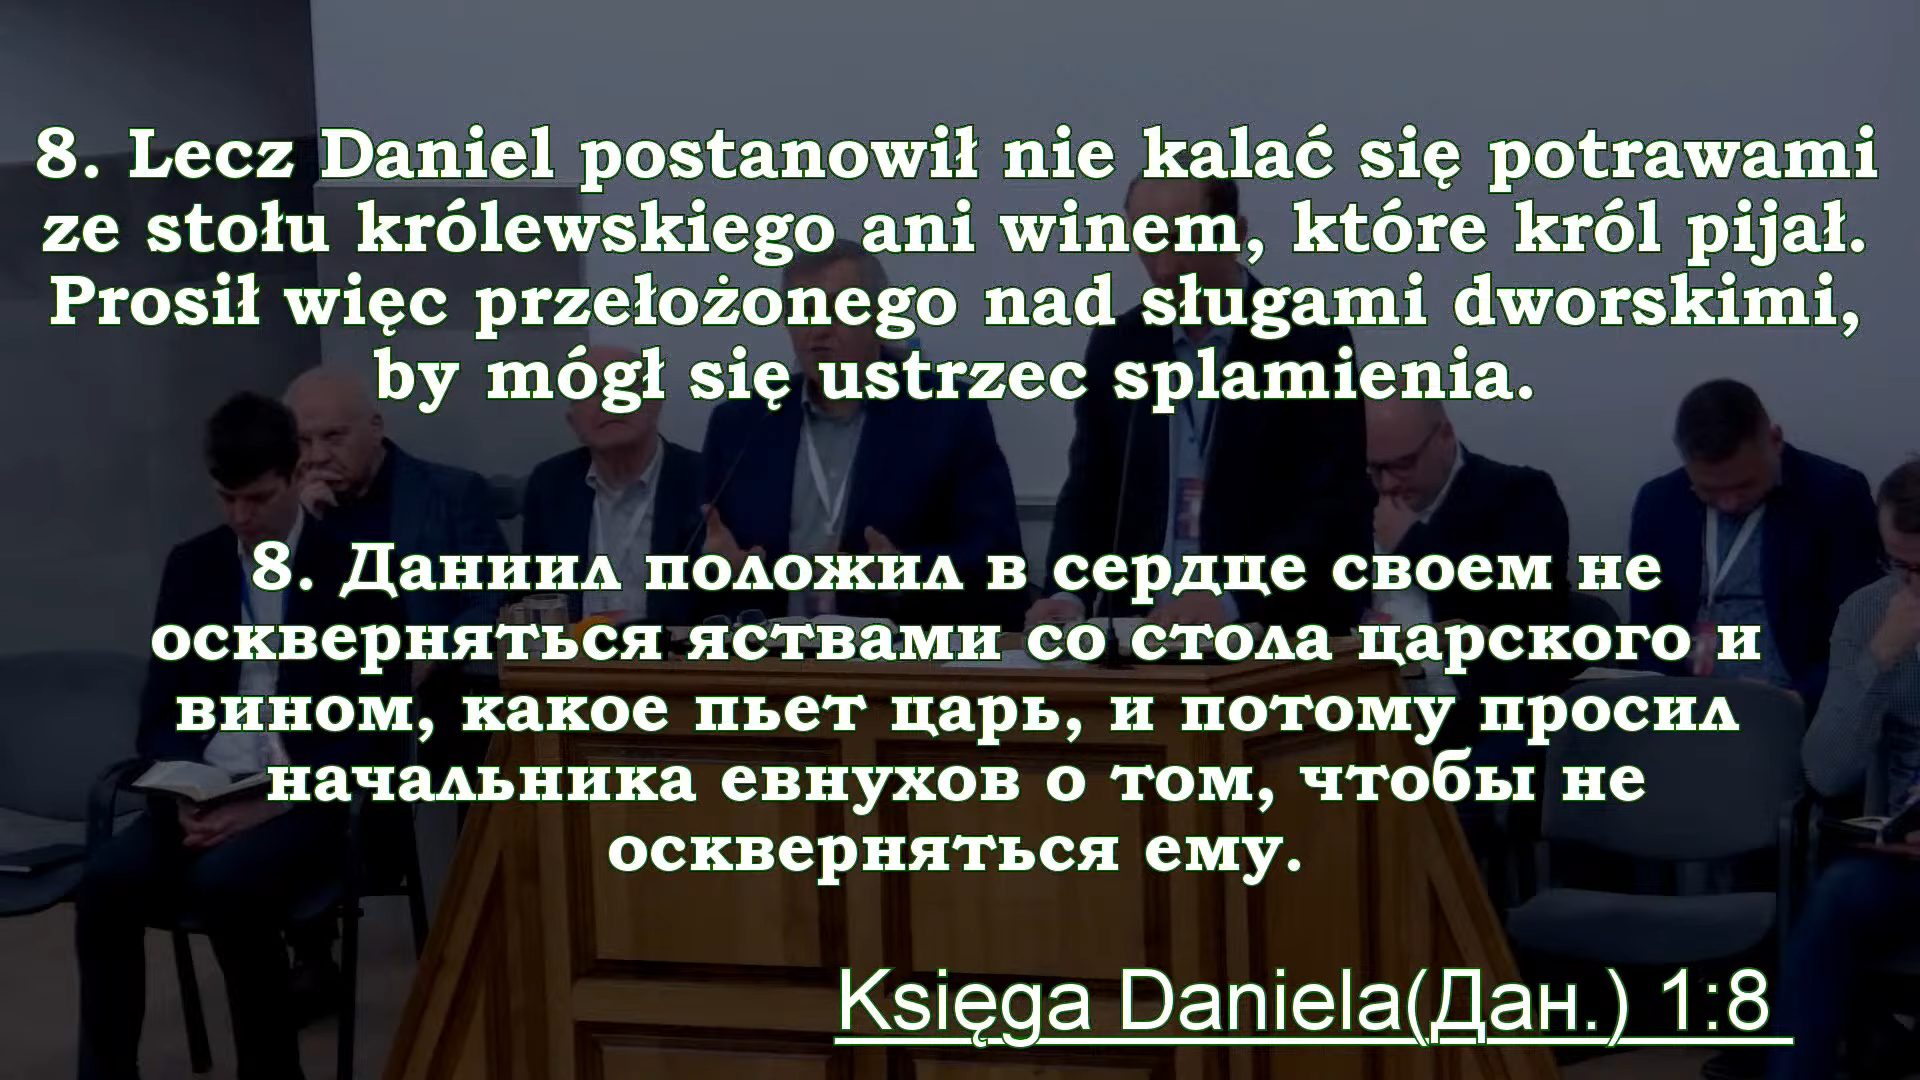 8. Lecz Daniel postanowił nie kalać się potrawami
ze stołu królewskiego ani winem, które król pijał.
Prosił więc przełożonego nad sługami dworskimi,
by mógł się ustrzec splamienia.
8. Даниил положил в сердце своем не
оскверняться яствами со стола царского и
вином, какое пьет царь, и потому просил
начальника евнухов о том, чтобы не
оскверняться ему.
Księga Daniela(Дан.) 1:8